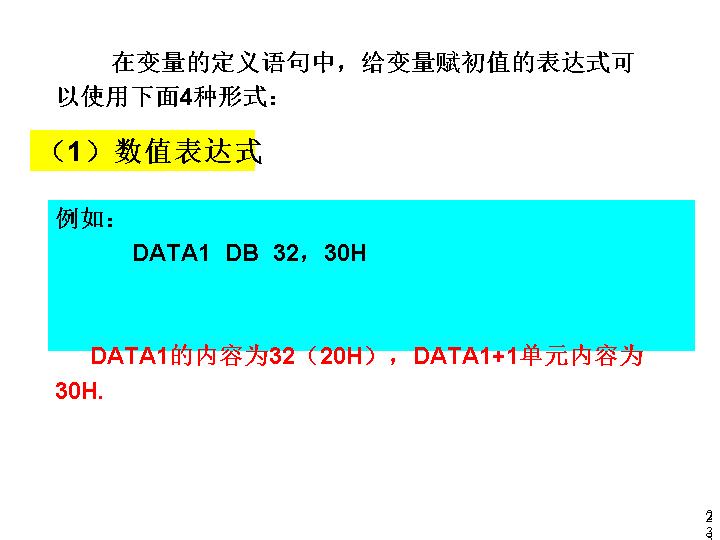 在变量的定义语句中，给变量赋初值的表达式可
以使用下面4种形式：
（1）数值表达式
例如：
DATA1 DB 32，30H
DATA1的内容为32（20H），DATA1+1单元内容为
30H.
2
3